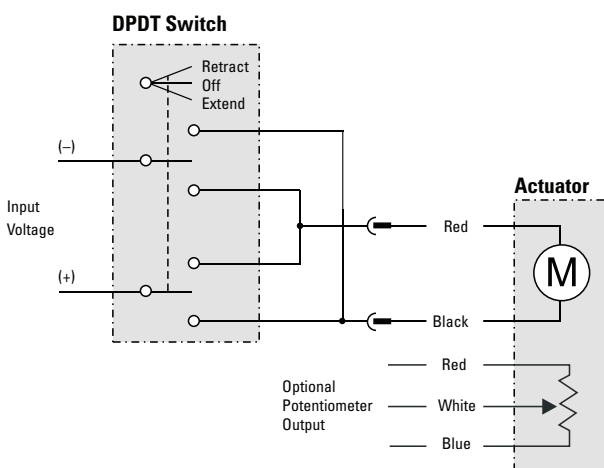 DPDT Switch
Retract
Off
Extend
(–)
Input
Voltage
(+)
Actuator
Red
M
Black
Red
Optional
Potentiometer
Output
White
Blue